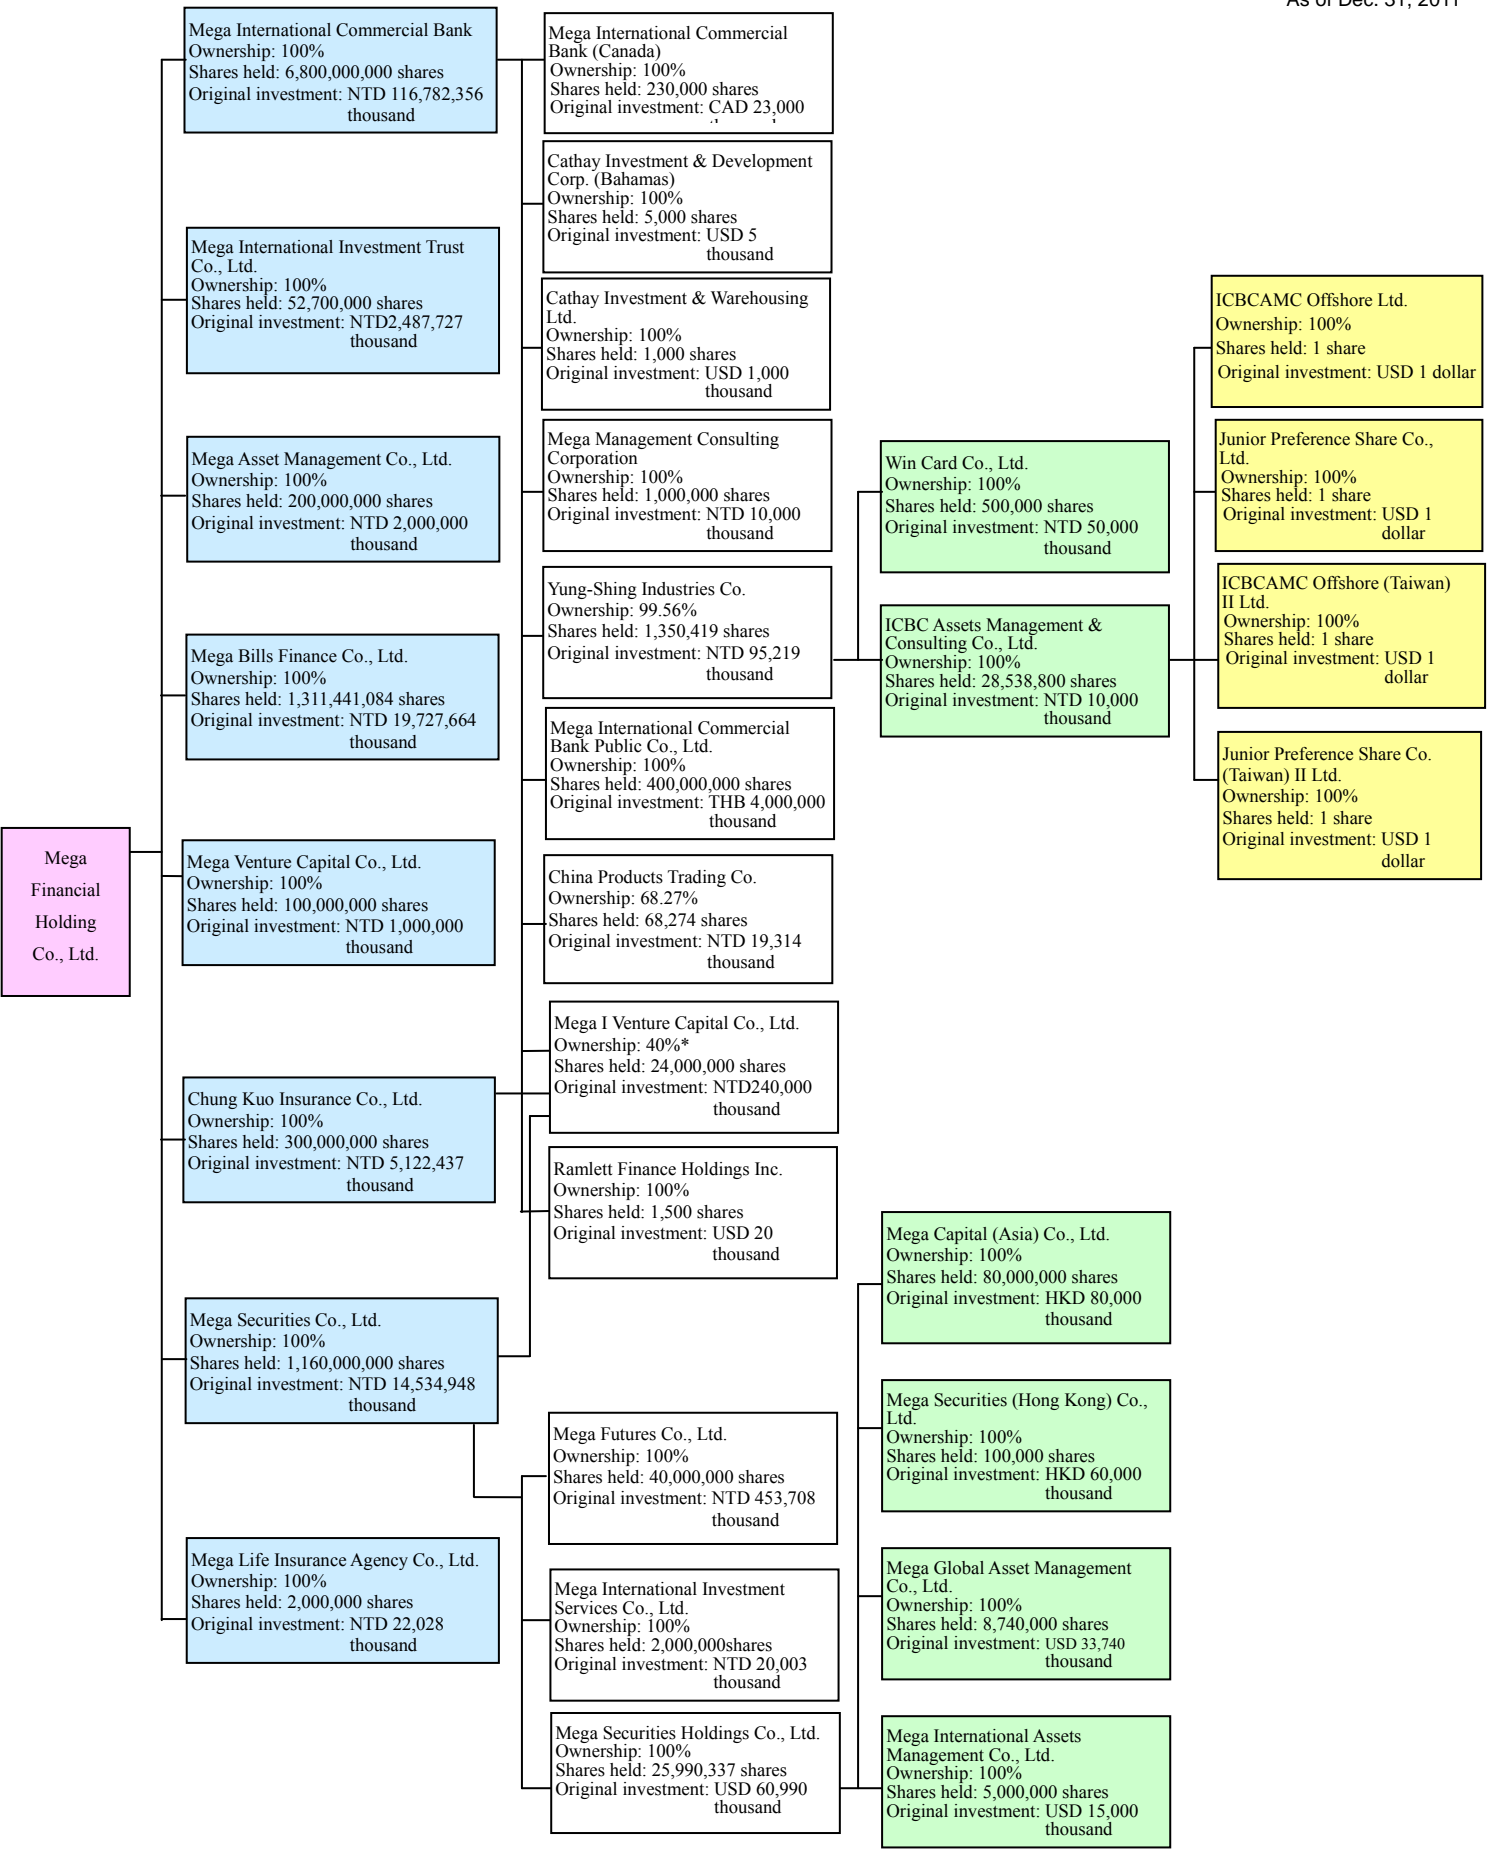 As of Dec. 31, 2011
Mega
Financial
Holding
Co., Ltd.
Mega International Commercial Bank
Ownership: 100%
Shares held: 6,800,000,000 shares
Original investment: NTD 116,782,356
thousand
Mega International Investment Trust
Co., Ltd.
Ownership: 100%
Shares held: 52,700,000 shares
Original investment: NTD2,487,727
thousand
Mega Asset Management Co., Ltd.
Ownership: 100%
Shares held: 200,000,000 shares
Original investment: NTD 2,000,000
thousand
Mega Bills Finance Co., Ltd.
Ownership: 100%
Shares held: 1,311,441,084 shares
Original investment: NTD 19,727,664
thousand
Mega Venture Capital Co., Ltd.
Ownership: 100%
Shares held: 100,000,000 shares
Original investment: NTD 1,000,000
thousand
Chung Kuo Insurance Co., Ltd.
Ownership: 100%
Shares held: 300,000,000 shares
Original investment: NTD 5,122,437
thousand
Mega Securities Co., Ltd.
Ownership: 100%
Shares held: 1,160,000,000 shares
Original investment: NTD 14,534,948
thousand
Mega Life Insurance Agency Co., Ltd.
Ownership: 100%
Shares held: 2,000,000 shares
Original investment: NTD 22,028
thousand
Mega International Commercial
Bank (Canada)
Ownership: 100%
Shares held: 230,000 shares
Original investment: CAD 23,000
Cathay Investment & Development
Corp. (Bahamas)
Ownership: 100%
Shares held: 5,000 shares
Original investment: USD 5
thousand
Cathay Investment & Warehousing
Ltd.
Ownership: 100%
Shares held: 1,000 shares
Original investment: USD 1,000
thousand
Mega Management Consulting
Corporation
Ownership: 100%
Shares held: 1,000,000 shares
Original investment: NTD 10,000
thousand
Yung-Shing Industries Co.
Ownership: 99.56%
Shares held: 1,350,419 shares
Original investment: NTD 95,219
thousand
Mega International Commercial
Bank Public Co., Ltd.
Ownership: 100%
Shares held: 400,000,000 shares
Original investment: THB 4,000,000
thousand
China Products Trading Co.
Ownership: 68.27%
Shares held: 68,274 shares
Original investment: NTD 19,314
thousand
Mega I Venture Capital Co., Ltd.
Ownership: 40%*
Shares held: 24,000,000 shares
Original investment: NTD240,000
thousand
Ramlett Finance Holdings Inc.
Ownership: 100%
Shares held: 1,500 shares
Original investment: USD 20
thousand
Mega Futures Co., Ltd.
Ownership: 100%
Shares held: 40,000,000 shares
Original investment: NTD 453,708
thousand
Mega International Investment
Services Co., Ltd.
Ownership: 100%
Shares held: 2,000,000shares
Original investment: NTD 20,003
thousand
Mega Securities Holdings Co., Ltd.
Ownership: 100%
Shares held: 25,990,337 shares
Original investment: USD 60,990
thousand
Win Card Co., Ltd.
Ownership: 100%
Shares held: 500,000 shares
Original investment: NTD 50,000
thousand
ICBC Assets Management &
Consulting Co., Ltd.
Ownership: 100%
Shares held: 28,538,800 shares
Original investment: NTD 10,000
thousand
Mega Capital (Asia) Co., Ltd.
Ownership: 100%
Shares held: 80,000,000 shares
Original investment: HKD 80,000
thousand
Mega Securities (Hong Kong) Co.,
Ltd.
Ownership: 100%
Shares held: 100,000 shares
Original investment: HKD 60,000
thousand
Mega Global Asset Management
Co., Ltd.
Ownership: 100%
Shares held: 8,740,000 shares
Original investment: USD 33,740
thousand
Mega International Assets
Management Co., Ltd.
Ownership: 100%
Shares held: 5,000,000 shares
Original investment: USD 15,000
thousand
ICBCAMC Offshore Ltd.
Ownership: 100%
Shares held: 1 share
Original investment: USD 1 dollar
Junior Preference Share Co.,
Ltd.
Ownership: 100%
Shares held: 1 share
Original investment: USD 1
dollar
ICBCAMC Offshore (Taiwan)
II Ltd.
Ownership: 100%
Shares held: 1 share
Original investment: USD 1
dollar
Junior Preference Share Co.
(Taiwan) II Ltd.
Ownership: 100%
Shares held: 1 share
Original investment: USD 1
dollar